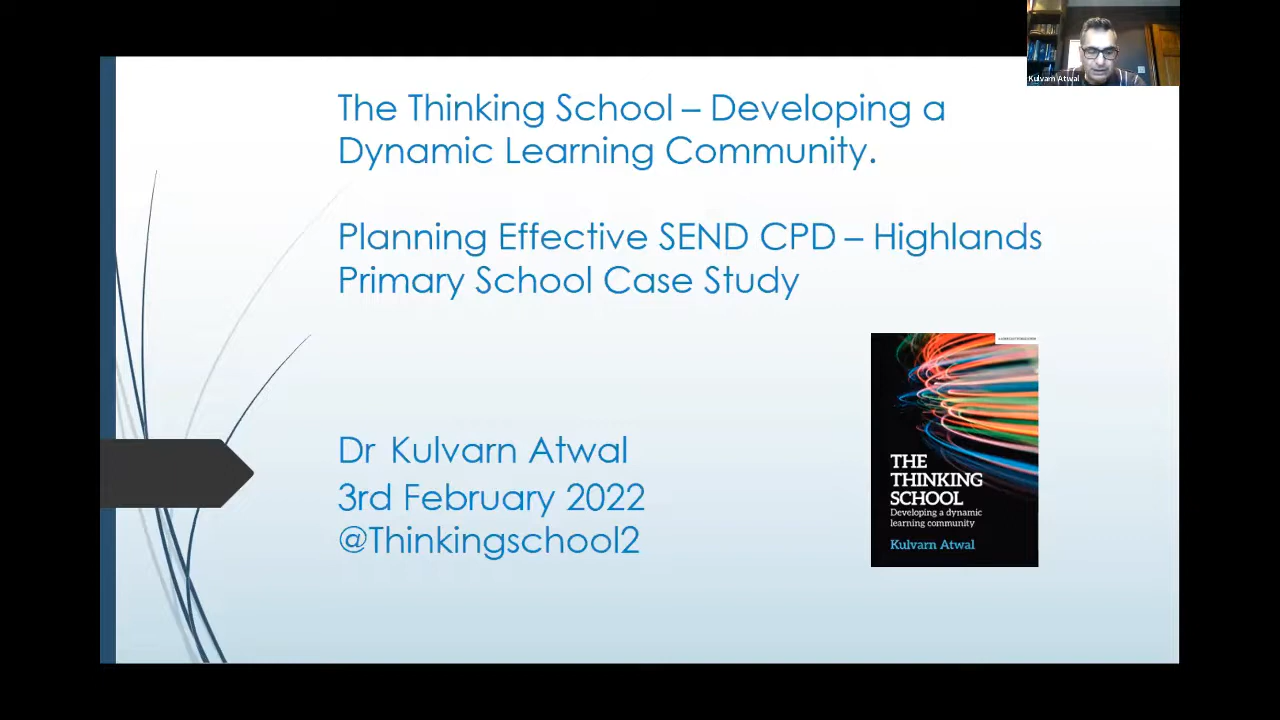 Kulvarn Atwal
The Thinking School – Developing a
Dynamic Learning Community.
Planning Effective SEND CPD – Highlands
Primary School Case Study
Dr Kulvarn Atwal
3rd February 2022
@Thinkingschool2
THE
THINKING
SCHOOL
Developing a dynamic
learning community
Kulvarn Atwal